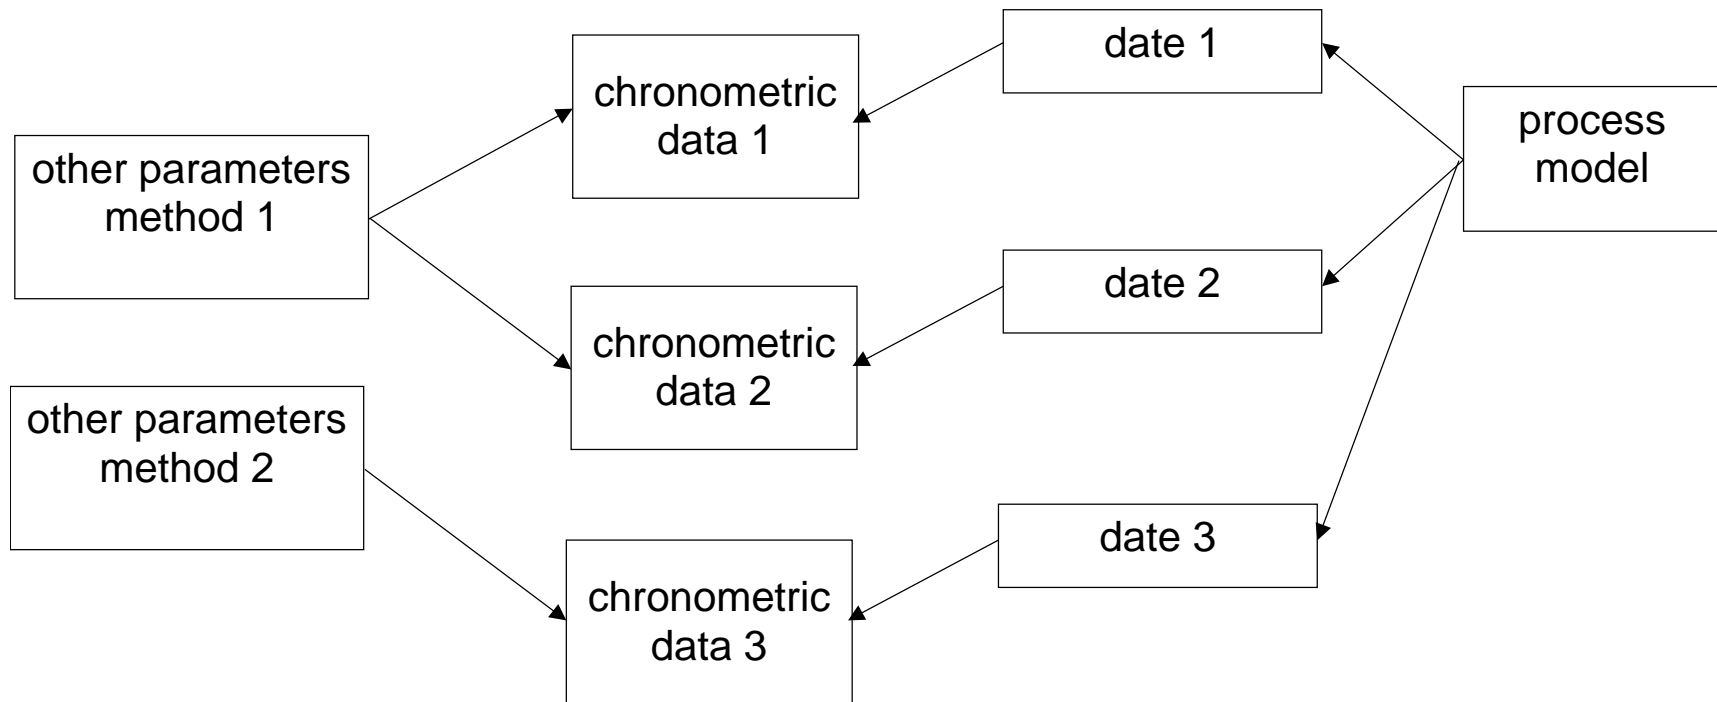 other parameters
method 1
other parameters
method 2
chronometric
data 1
chronometric
data 2
chronometric
data 3
date 1
date 2
date 3
process
model